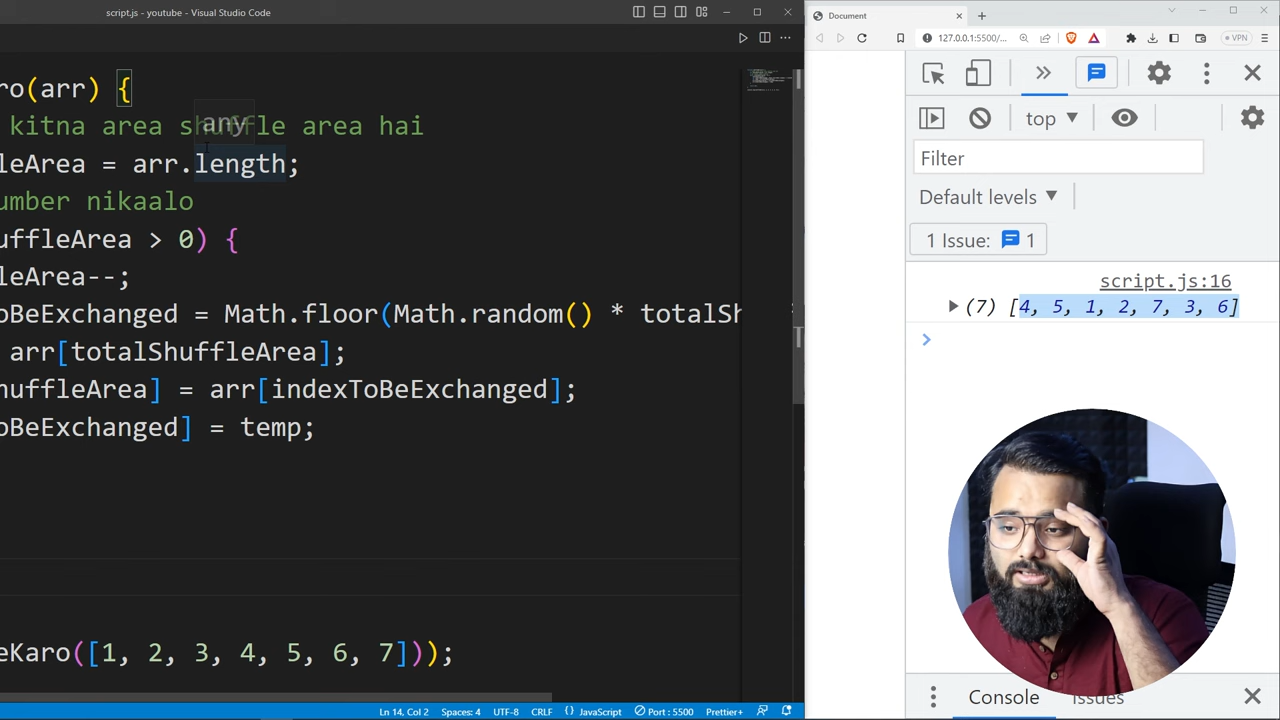 script.js - youtube - Visual Studio Code
ro(arr) {
any
kitna area shuffle area hai
leArea = arr.length;
umber nikaalo
uffleArea > 0) {
leArea--;
oBeExchanged = Math.floor(Math.random() * totalSh
arr[totalShuffleArea];
huffleArea] = arr[indexToBeExchanged];
oBeExchanged] = temp;
eKaro([1, 2, 3, 4, 5, 6, 7]));
Ln 14, Col 2 Spaces: 4 UTF-8 CRLF {} JavaScript Port : 5500 Prettier+
Document
127.0.0.1:5500/... VPN
top
Filter
Default levels
1 Issue: 1
script.js:16
(7) [4, 5, 1, 2, 7, 3, 6]
Console Issues